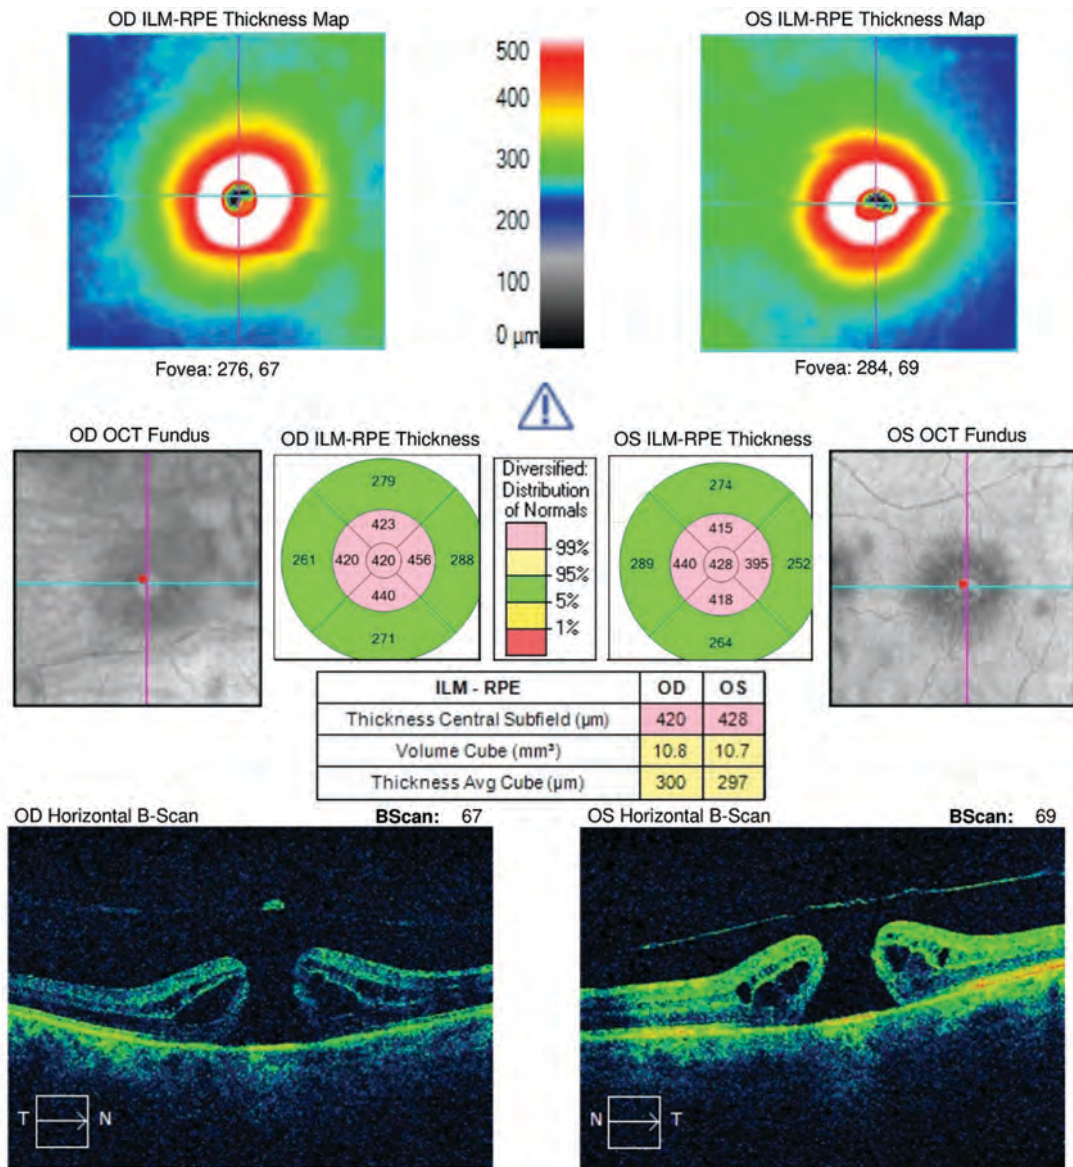 OD ILM-RPE Thickness Map
OS ILM-RPE Thickness Map
500
400
300
200
100
0 µm
Fovea: 276, 67
Fovea: 284, 69
OD OCT Fundus
OD ILM-RPE Thickness
OS ILM-RPE Thickness
OS OCT Fundus
279
423
261 420 420 456 288
440
271
Diversified:
Distribution
of Normals
99%
95%
5%
1%
274
415
289 440 428 395 252
418
264
ILM - RPE OD OS
Thickness Central Subfield (µm) 420 428
Volume Cube (mm³) 10.8 10.7
Thickness Avg Cube (µm) 300 297
OD Horizontal B-Scan BScan: 67
OS Horizontal B-Scan BScan: 69
T N
N T